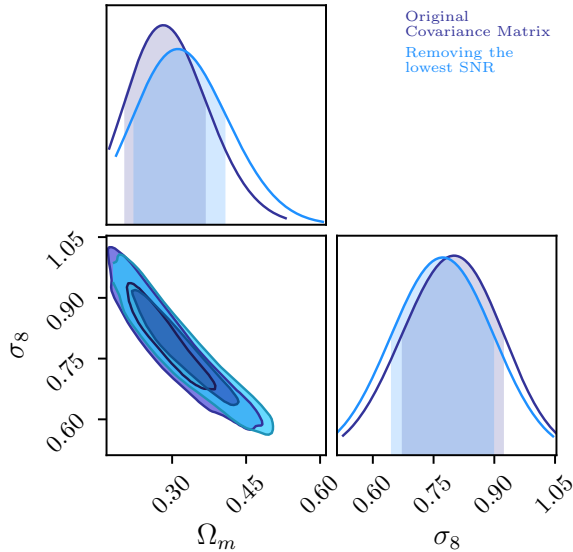 Original
Covariance Matrix
Removing the
lowest SNR
1.05
0.90
0.75
0.60
σ₈
0.30
0.45
0.60
Ωₘ
0.60
0.75
0.90
1.05
σ₈